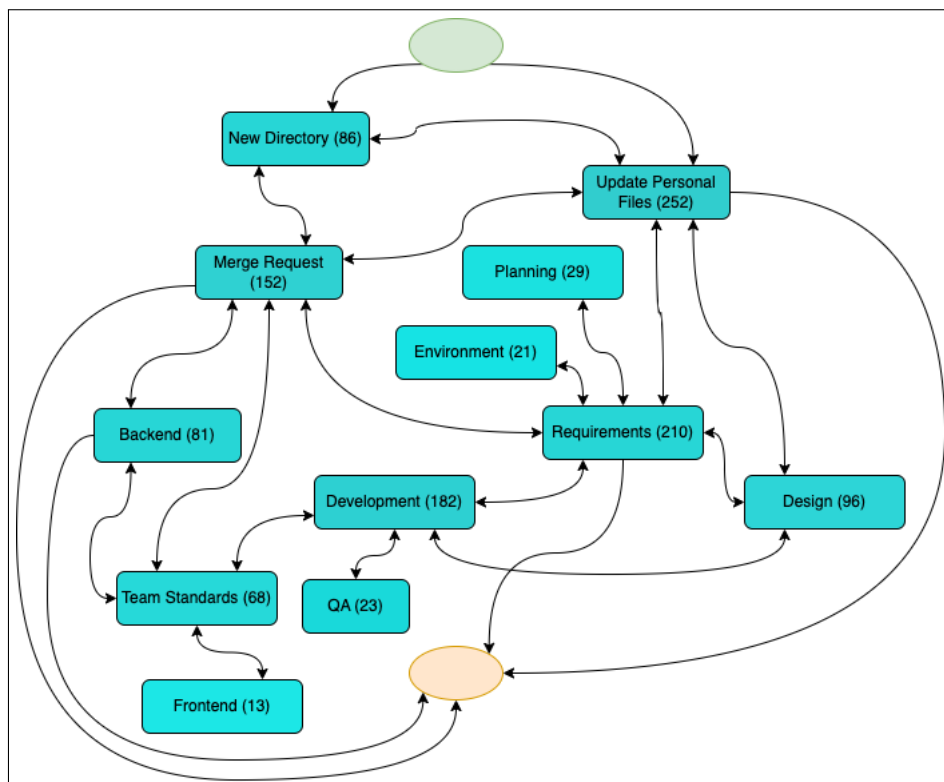 New Directory (86)
Update Personal
Files (252)
Merge Request
(152)
Planning (29)
Environment (21)
Backend (81)
Requirements (210)
Development (182)
Design (96)
Team Standards (68)
QA (23)
Frontend (13)